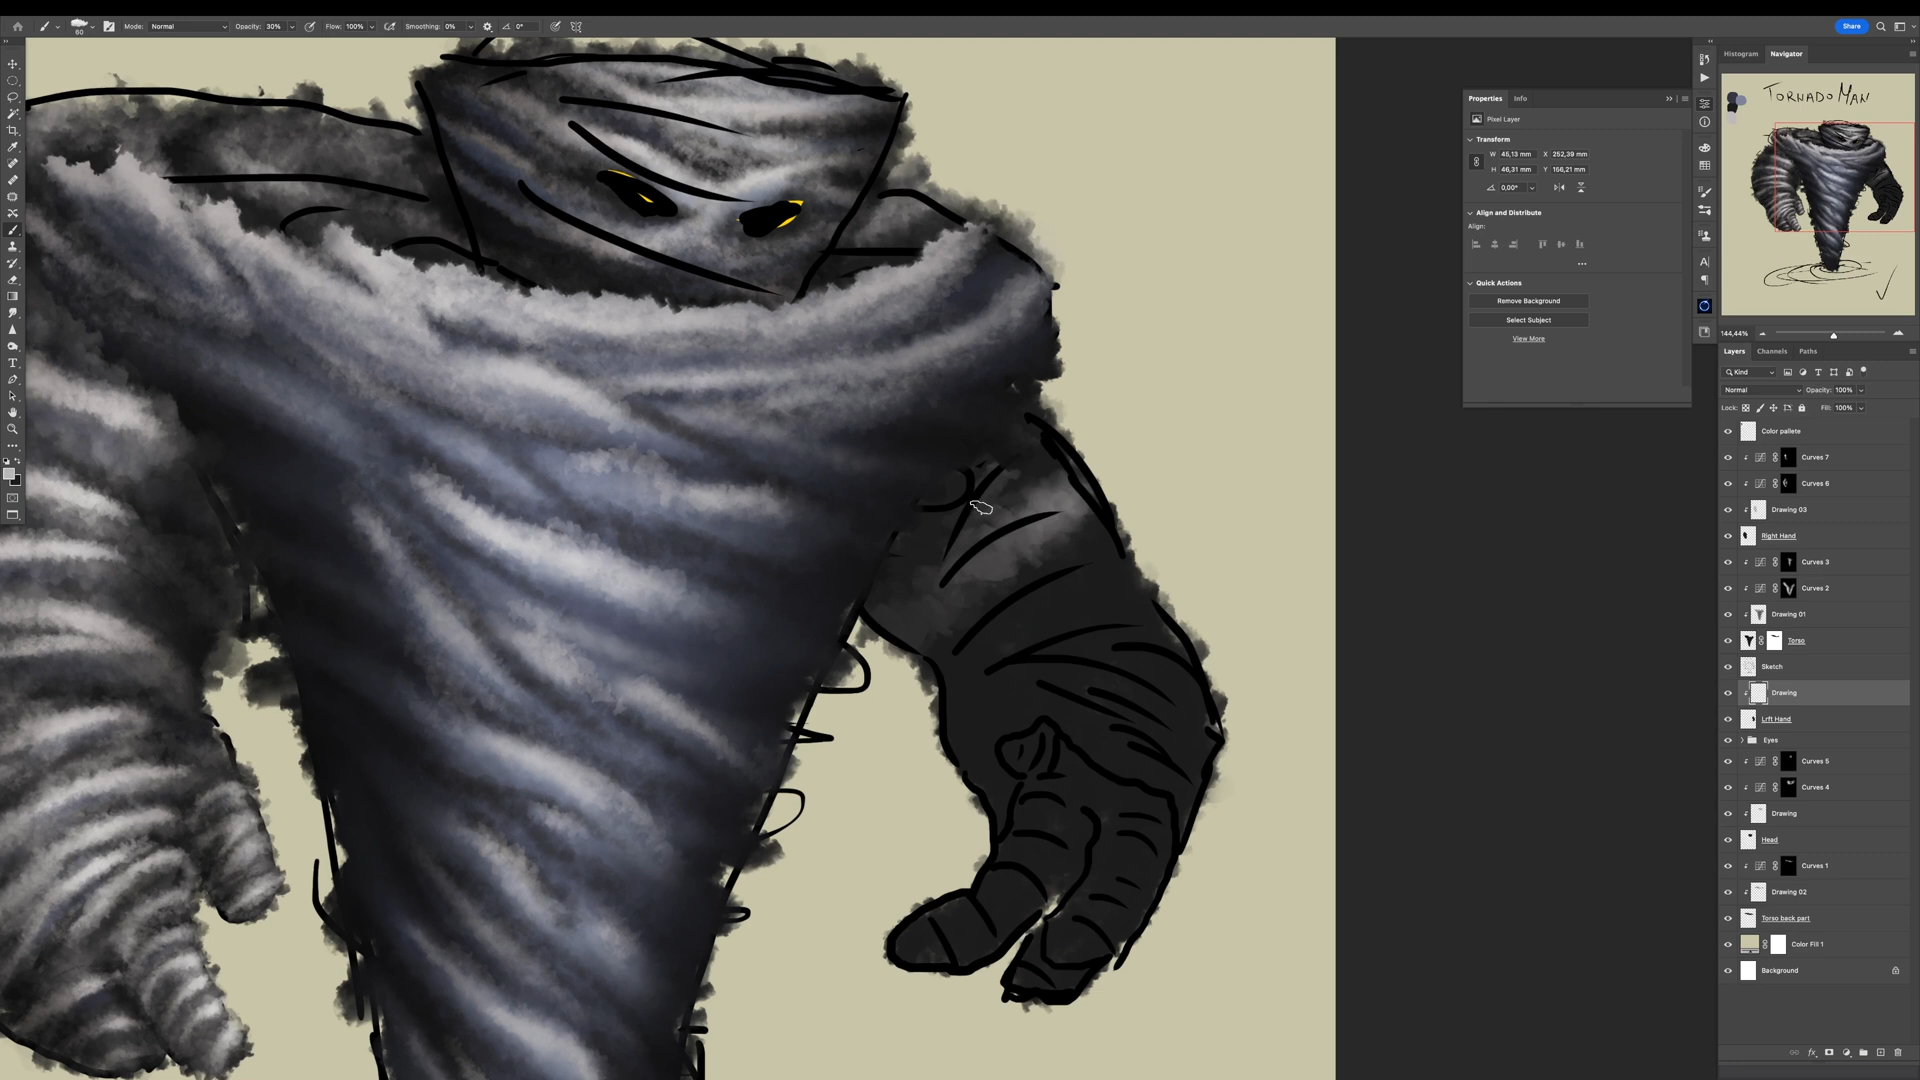 60
Mode: Normal
Opacity: 30%
Flow: 100%
Smoothing: 0%
0°
Share
Histogram Navigator
TORNADO MAN
144,44%
Properties Info
Pixel Layer
Transform
W 45,13 mm X 252,39 mm
H 46,31 mm Y 156,21 mm
0,00°
Align and Distribute
Align:
Quick Actions
Remove Background
Select Subject
View More
Layers Channels Paths
Kind
Normal Opacity: 100%
Lock: Fill: 100%
Color pallete
Curves 7
Curves 6
Drawing 03
Right Hand
Curves 3
Curves 2
Drawing 01
Torso
Sketch
Drawing
Lrft Hand
Eyes
Curves 5
Curves 4
Drawing
Head
Curves 1
Drawing 02
Torso back part
Color Fill 1
Background
fx